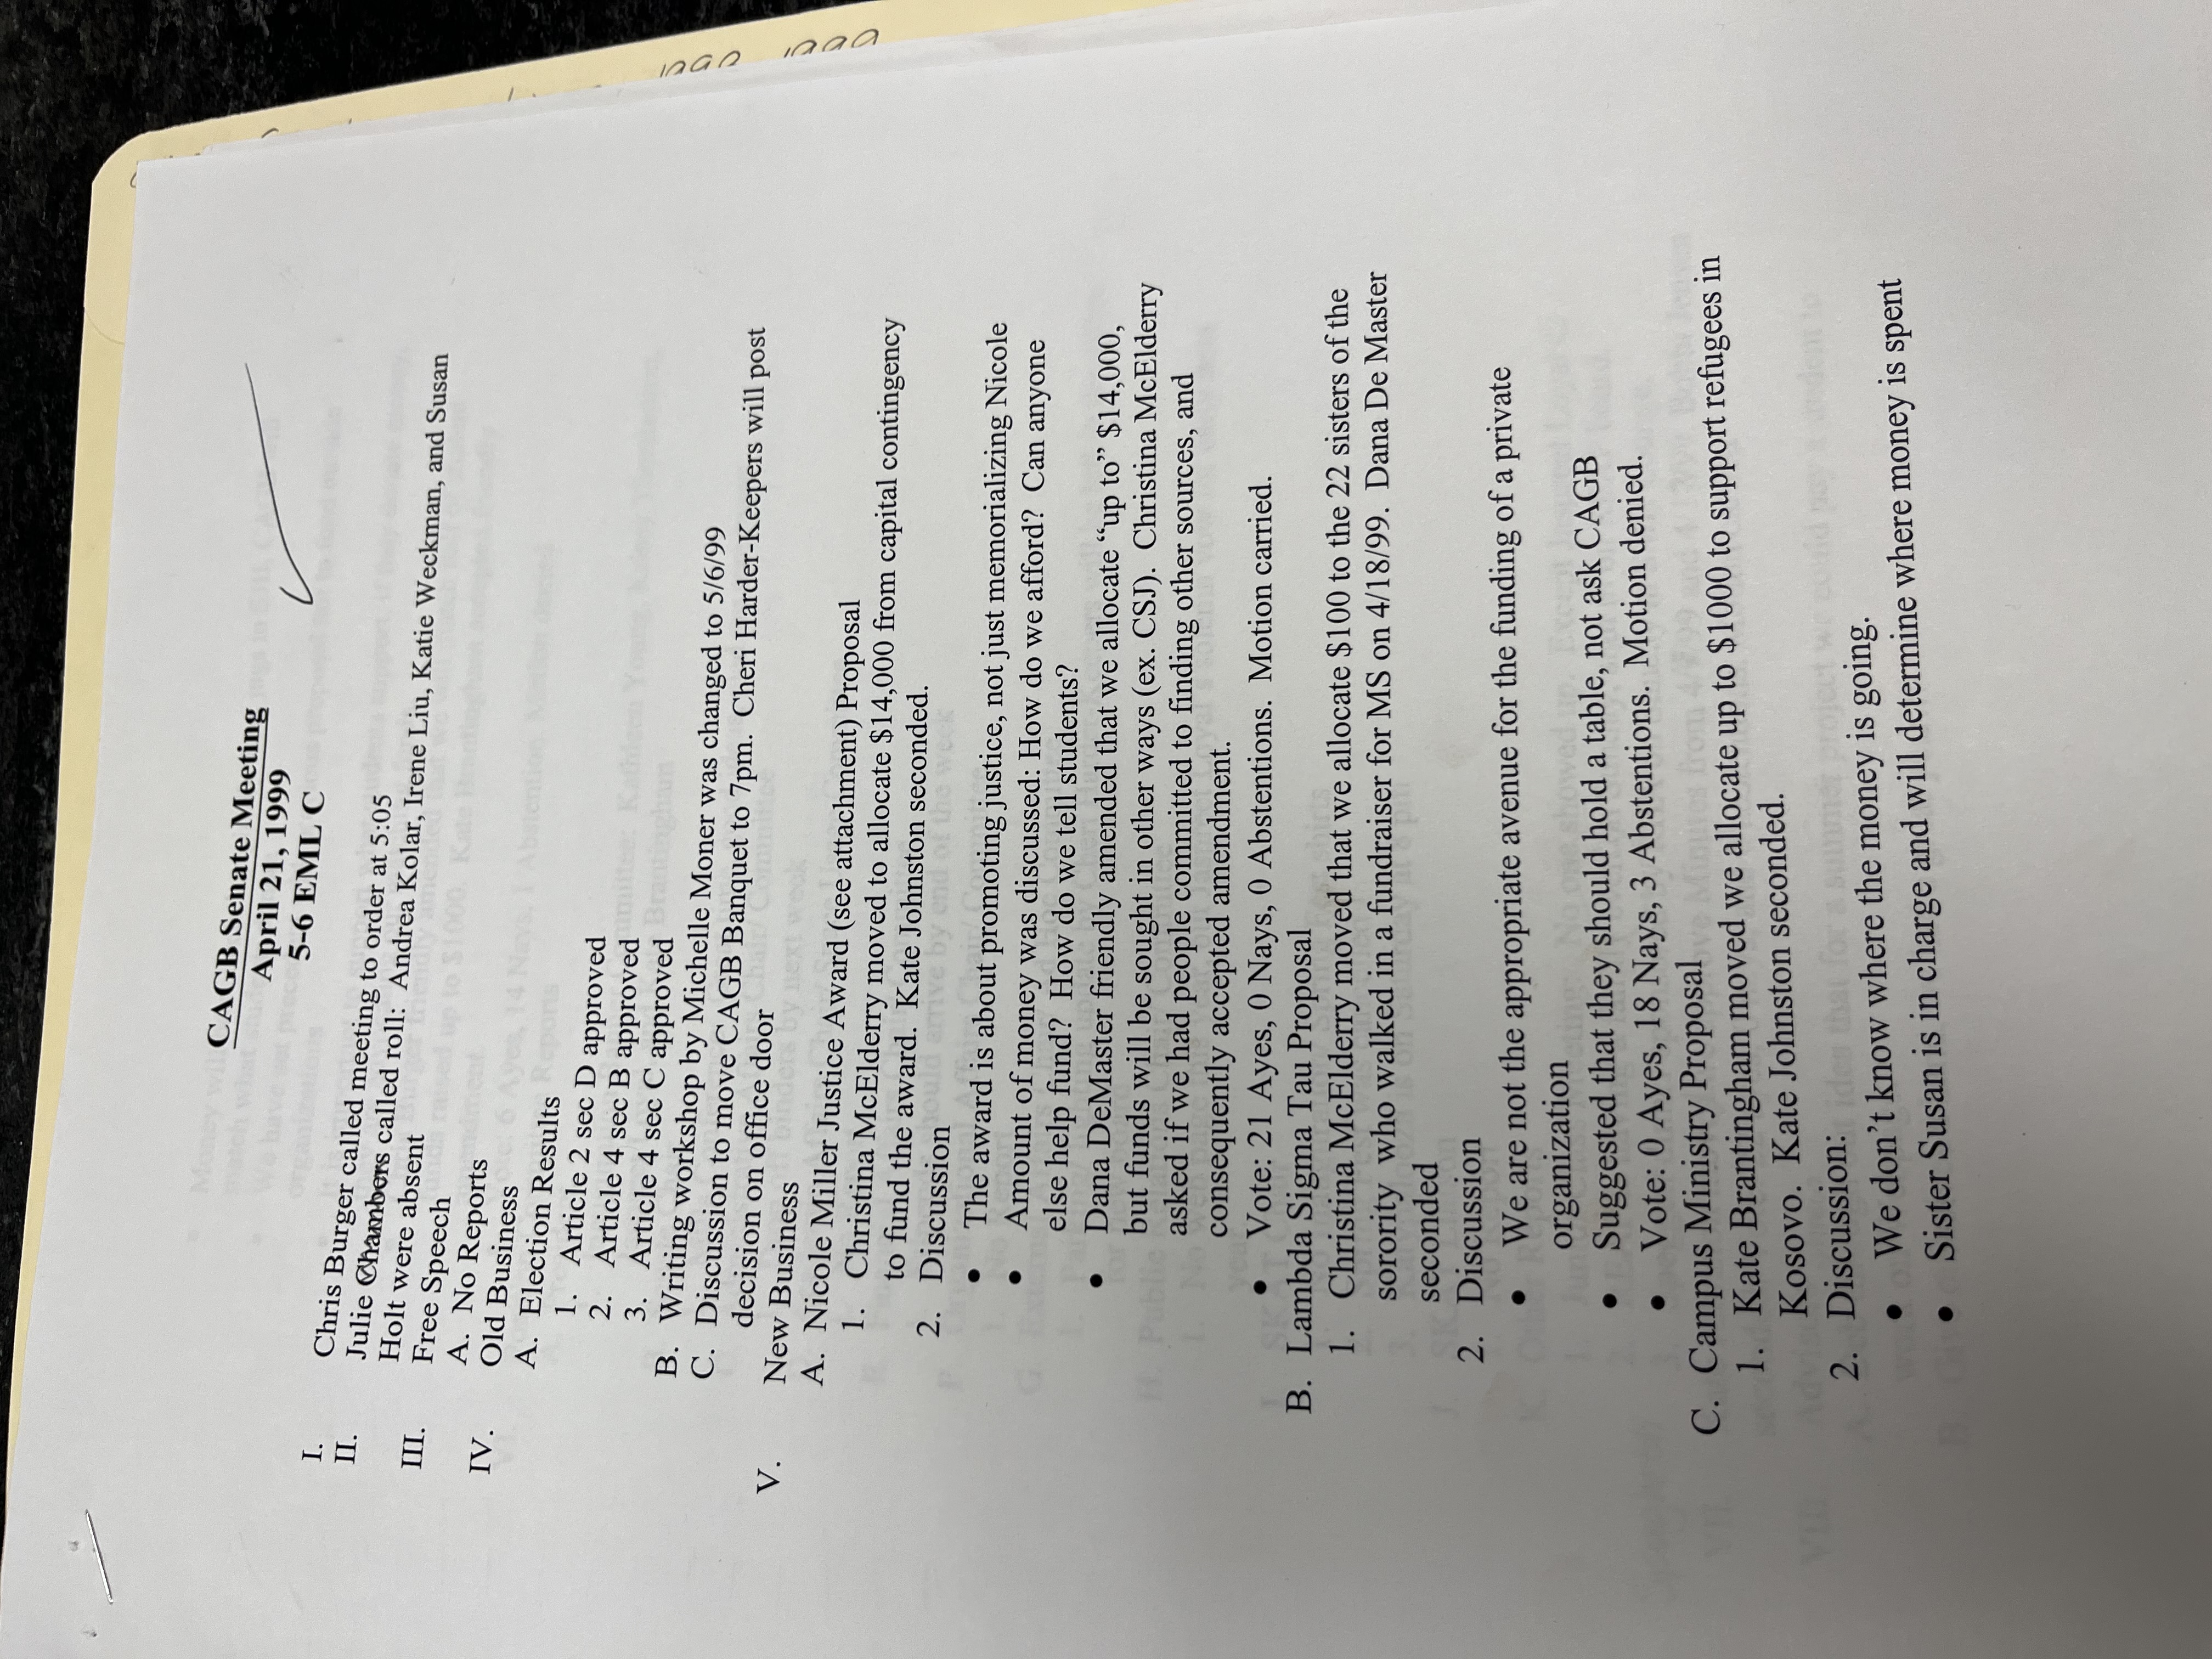 CAGB Senate Meeting
April 21, 1999
5-6 EML C
I. Chris Burger called meeting to order at 5:05
II. Julie Chambers called roll: Andrea Kolar, Irene Liu, Katie Weckman, and Susan
Holt were absent
III. Free Speech
A. No Reports
IV. Old Business
A. Election Results
1. Article 2 sec D approved
2. Article 4 sec B approved
3. Article 4 sec C approved
B. Writing workshop by Michelle Moner was changed to 5/6/99
C. Discussion to move CAGB Banquet to 7pm. Cheri Harder-Keepers will post
decision on office door
V. New Business
A. Nicole Miller Justice Award (see attachment) Proposal
1. Christina McElderry moved to allocate $14,000 from capital contingency
to fund the award. Kate Johnston seconded.
2. Discussion
• The award is about promoting justice, not just memorializing Nicole
• Amount of money was discussed: How do we afford? Can anyone
else help fund? How do we tell students?
• Dana DeMaster friendly amended that we allocate “up to” $14,000,
but funds will be sought in other ways (ex. CSJ). Christina McElderry
asked if we had people committed to finding other sources, and
consequently accepted amendment.
• Vote: 21 Ayes, 0 Nays, 0 Abstentions. Motion carried.
B. Lambda Sigma Tau Proposal
1. Christina McElderry moved that we allocate $100 to the 22 sisters of the
sorority who walked in a fundraiser for MS on 4/18/99. Dana De Master
seconded
2. Discussion
• We are not the appropriate avenue for the funding of a private
organization
• Suggested that they should hold a table, not ask CAGB
• Vote: 0 Ayes, 18 Nays, 3 Abstentions. Motion denied.
C. Campus Ministry Proposal
1. Kate Brantingham moved we allocate up to $1000 to support refugees in
Kosovo. Kate Johnston seconded.
2. Discussion:
• We don’t know where the money is going.
• Sister Susan is in charge and will determine where money is spent